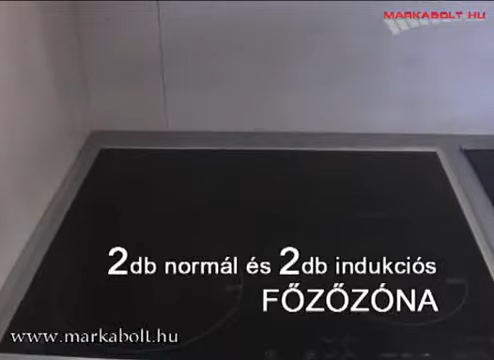 MARKABOLT.HU
2db normál és 2db indukciós
FŐZŐZÓNA
www.markabolt.hu